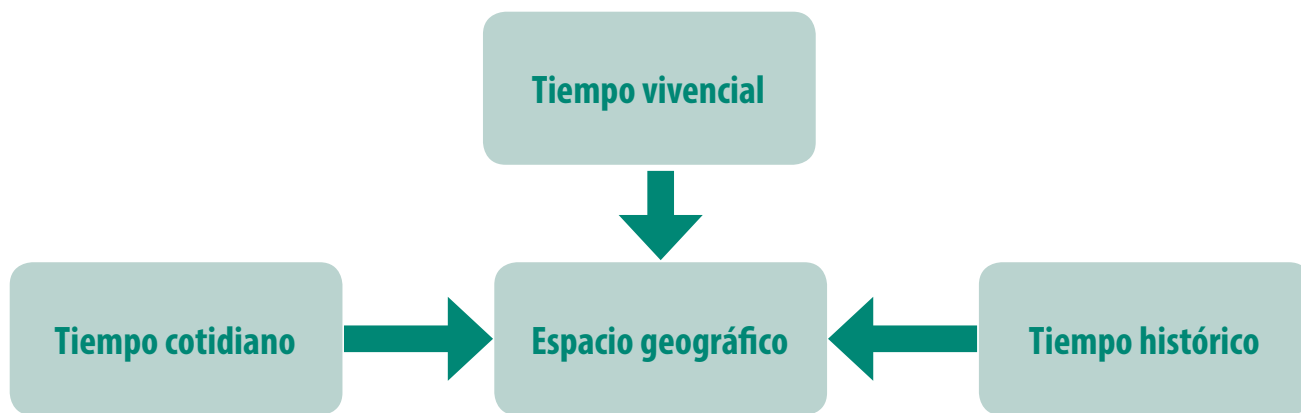 Tiempo vivencial
Tiempo cotidiano
Espacio geográfico
Tiempo histórico